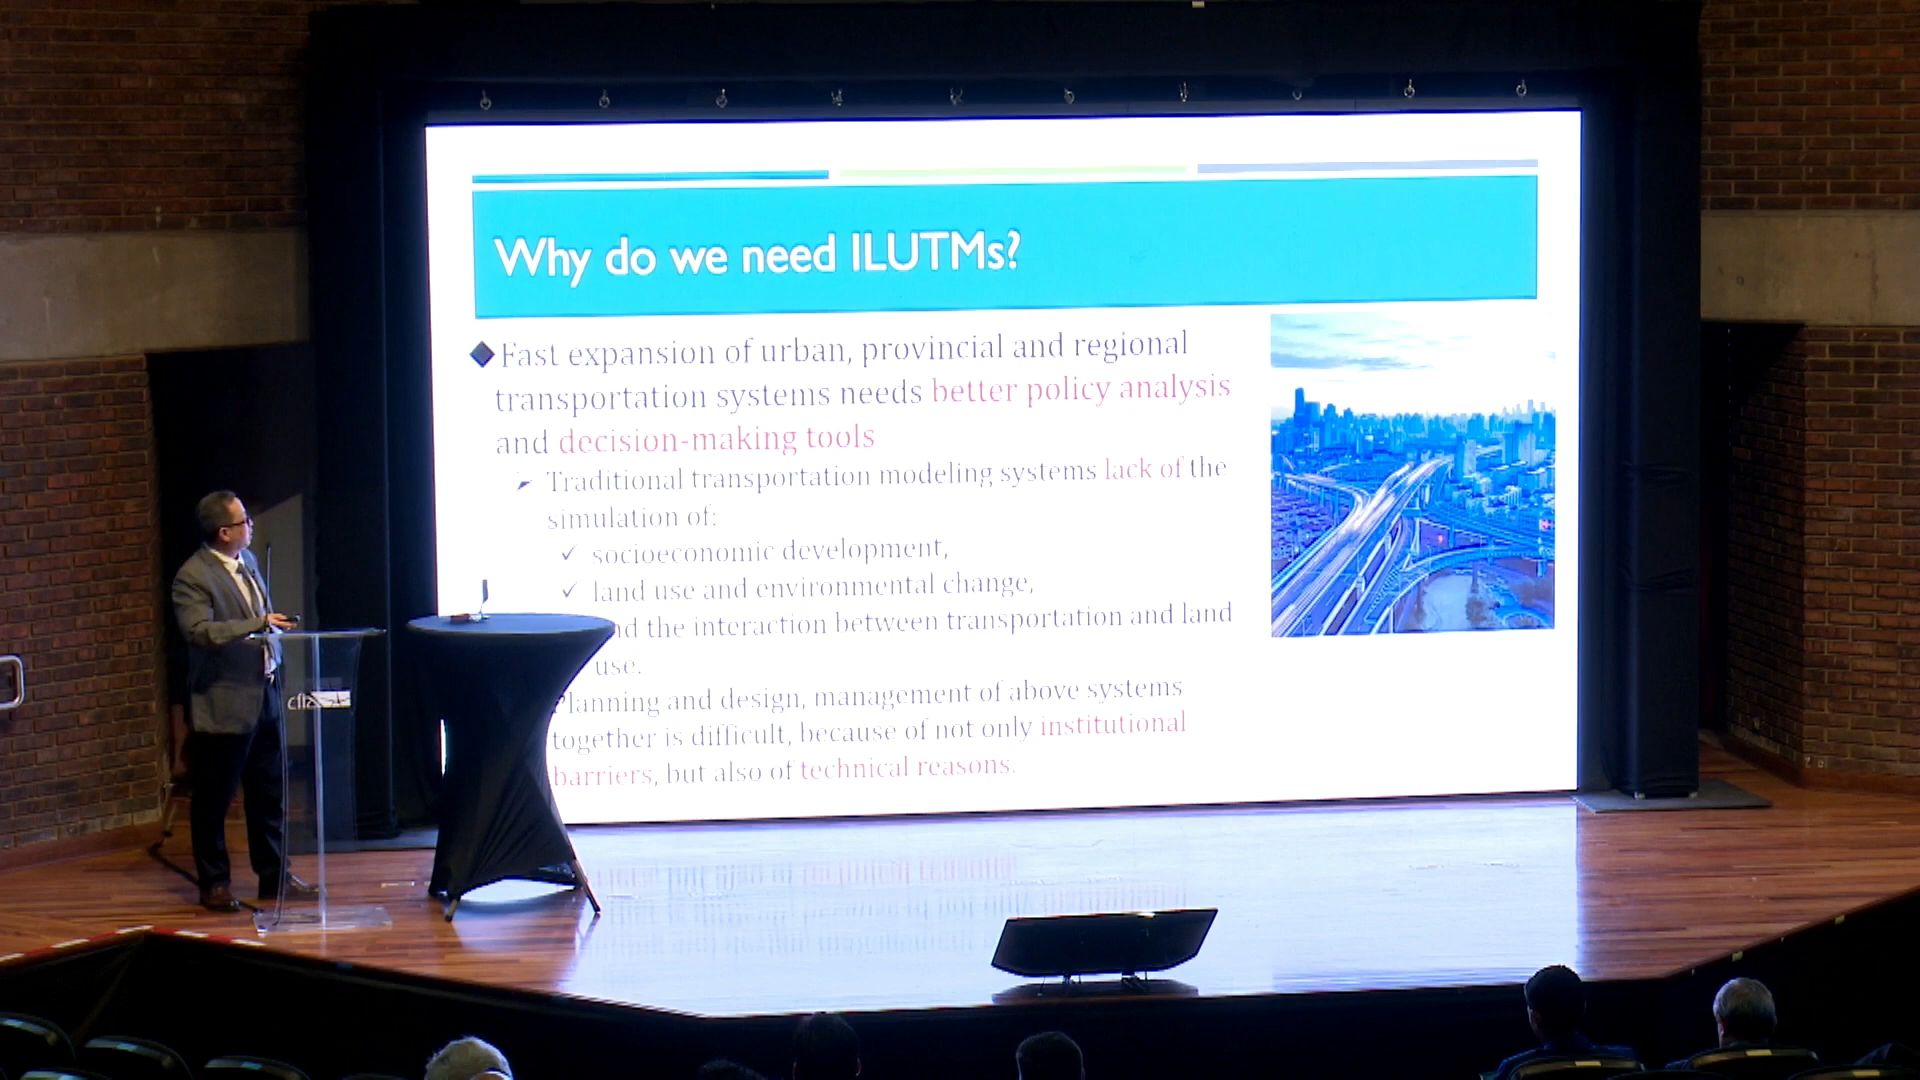 Why do we need ILUTMs?
Fast expansion of urban, provincial and regional
transportation systems needs better policy analysis
and decision-making tools
Traditional transportation modeling systems lack of the
simulation of:
socioeconomic development,
land use and environmental change,
nd the interaction between transportation and land
use.
Planning and design, management of above systems
together is difficult, because of not only institutional
barriers, but also of technical reasons.